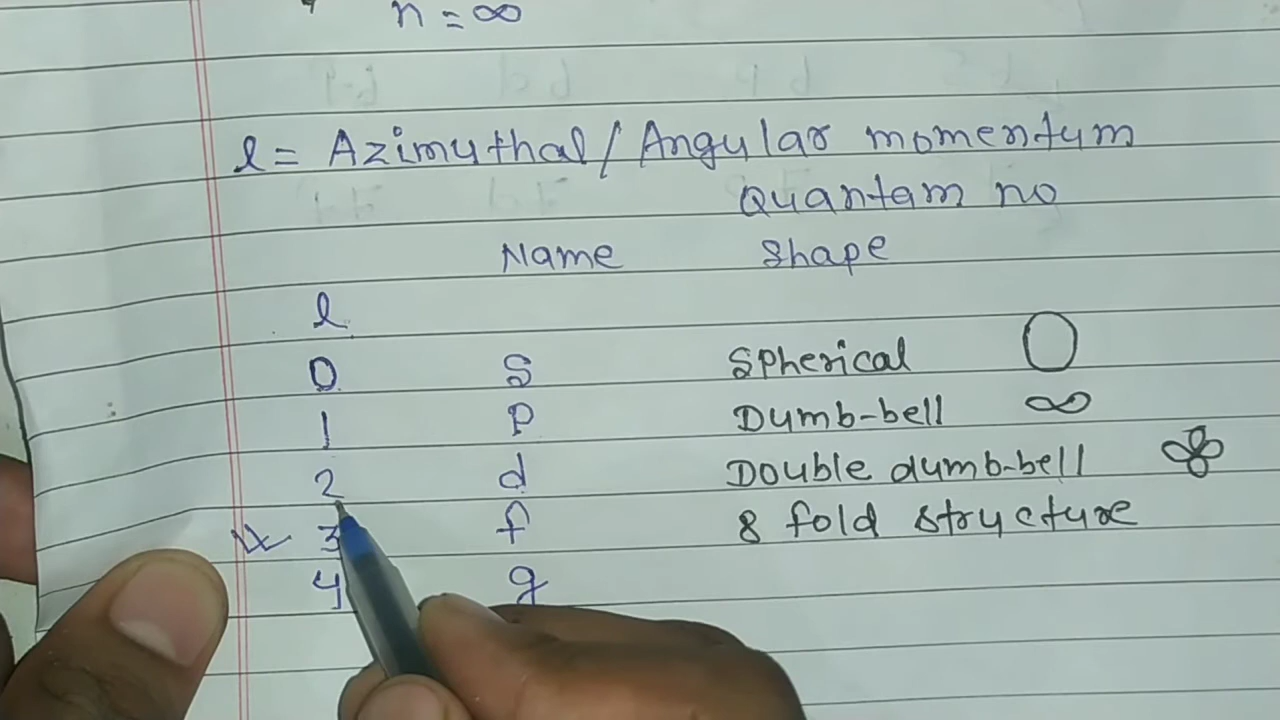 n = ∞
l = Azimuthal / Angular momentum
Quantam no
Name Shape
l
0 S Spherical
1 P Dumb-bell
2 d Double dumb-bell
3 f 8 fold structure
4 g